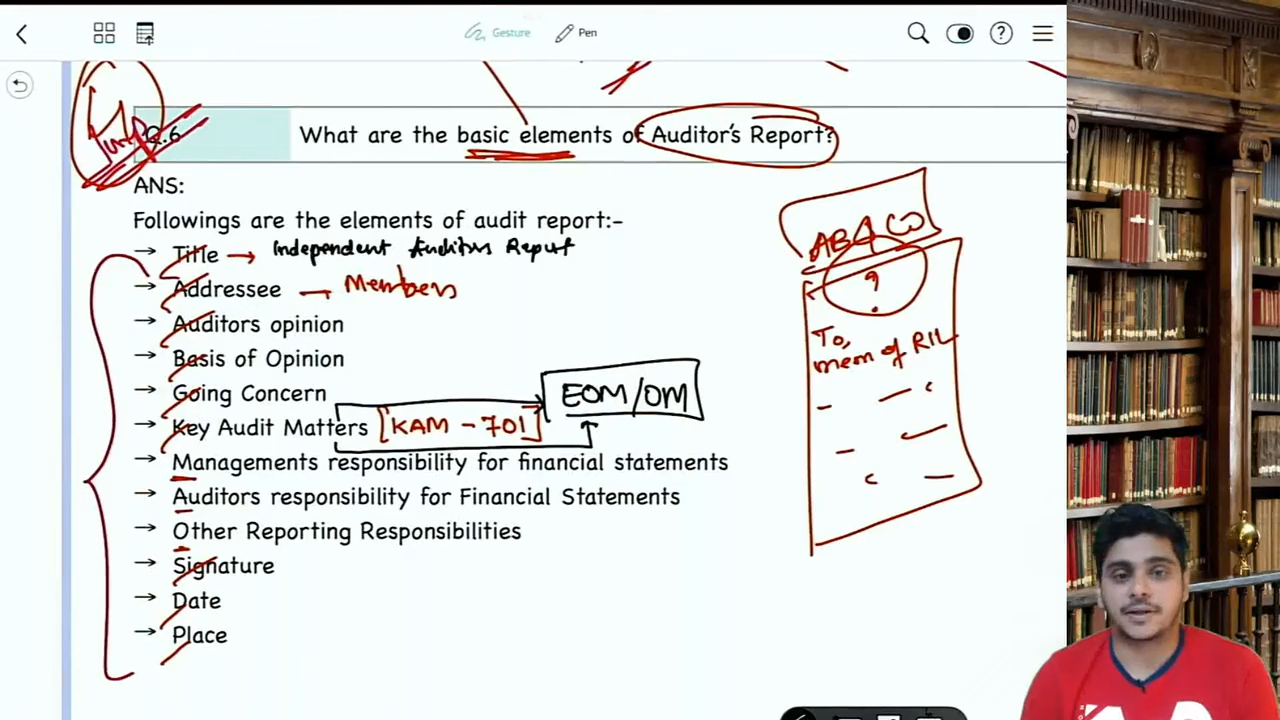 Gesture Pen
Imp
Q.6 What are the basic elements of Auditor's Report?
ANS:
Followings are the elements of audit report:-
→ Title → Independent Auditors Report
→ Addressee — Members
→ Auditors opinion
→ Basis of Opinion
→ Going Concern
EOM/OM
→ Key Audit Matters [KAM - 701]
→ Managements responsibility for financial statements
→ Auditors responsibility for Financial Statements
→ Other Reporting Responsibilities
→ Signature
→ Date
→ Place
To,
mem of RIL